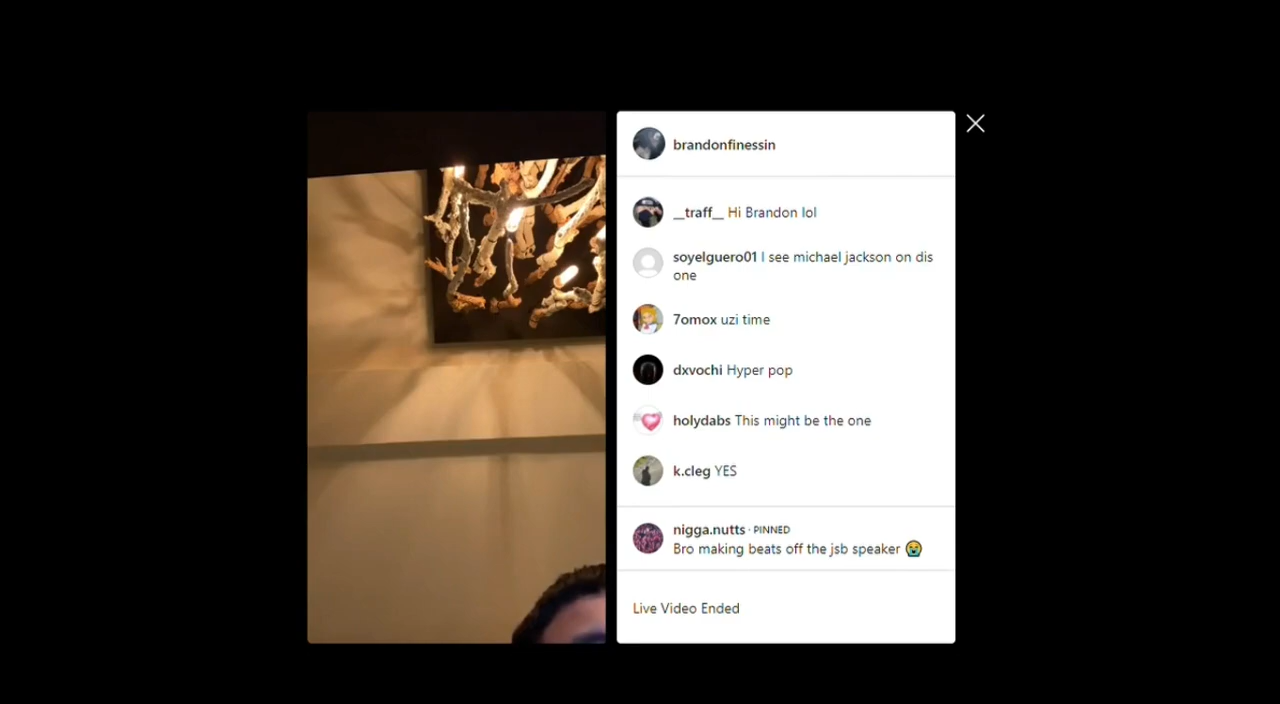 brandonfinessin
__traff__ Hi Brandon lol
soyelguero01 I see michael jackson on dis
one
7omox uzi time
dxvochi Hyper pop
holydabs This might be the one
k.cleg YES
nigga.nutts · PINNED
Bro making beats off the jsb speaker 😭
Live Video Ended